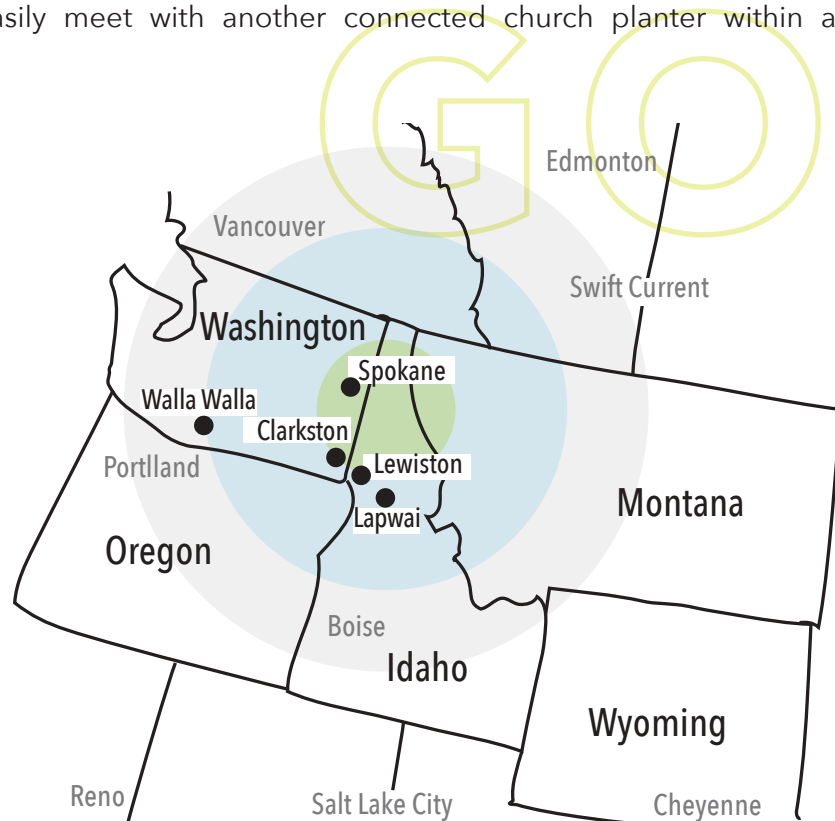 asily meet with another connected church planter within a
GO
Edmonton
Vancouver
Swift Current
Washington
Spokane
Walla Walla
Clarkston
Lewiston
Portlland
Montana
Lapwai
Oregon
Boise
Idaho
Wyoming
Reno
Salt Lake City
Cheyenne